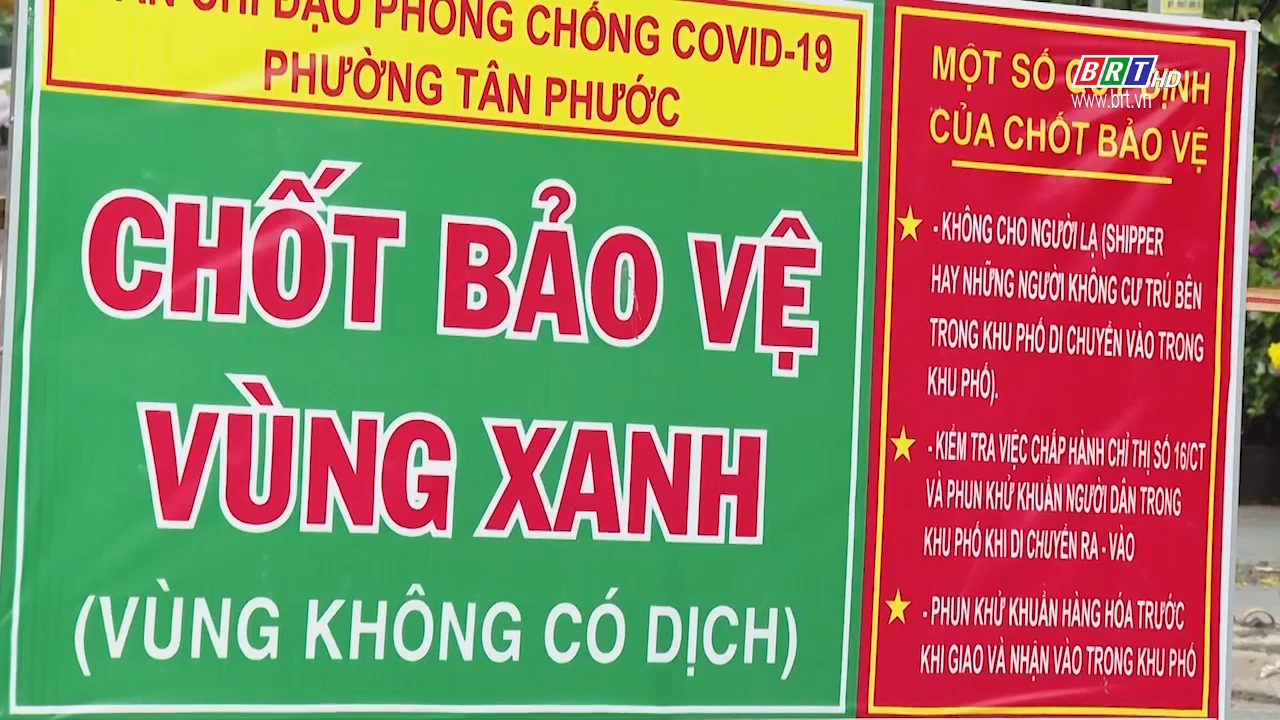 CHỈ ĐẠO PHÒNG CHỐNG COVID-19
PHƯỜNG TÂN PHƯỚC
CHỐT BẢO VỆ
VÙNG XANH
(VÙNG KHÔNG CÓ DỊCH)
MỘT SỐ
CỦA CHỐT BẢO VỆ
- KHÔNG CHO NGƯỜI LẠ (SHIPPER
HAY NHỮNG NGƯỜI KHÔNG CƯ TRÚ BÊN
TRONG KHU PHỐ DI CHUYỂN VÀO TRONG
KHU PHỐ).
- KIỂM TRA VIỆC CHẤP HÀNH CHỈ THỊ SỐ 16/CT
VÀ PHUN KHỬ KHUẨN NGƯỜI DÂN TRONG
KHU PHỐ KHI DI CHUYỂN RA - VÀO
- PHUN KHỬ KHUẨN HÀNG HÓA TRƯỚC
KHI GIAO VÀ NHẬN VÀO TRONG KHU PHỐ
BRT HD
www.brt.vn